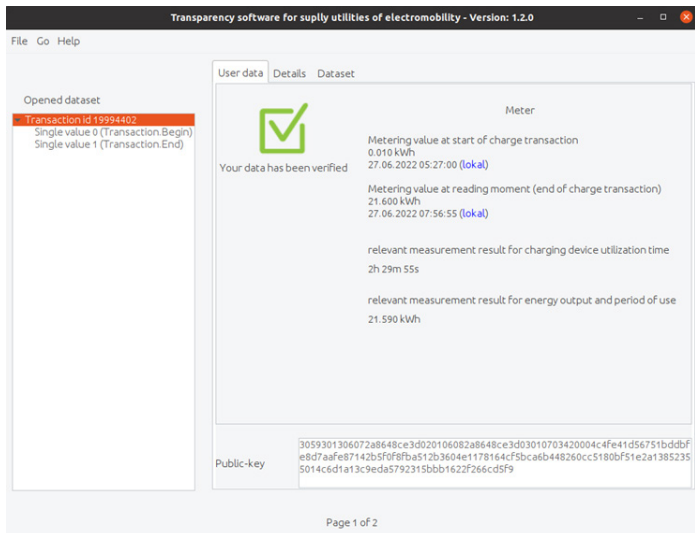 Transparency software for suplly utilities of electromobility - Version: 1.2.0
File Go Help
User data Details Dataset
Opened dataset
Transaction id 19994402
Single value 0 (Transaction.Begin)
Single value 1 (Transaction.End)
Your data has been verified
Meter
Metering value at start of charge transaction
0.010 kWh
27.06.2022 05:27:00 (lokal)
Metering value at reading moment (end of charge transaction)
21.600 kWh
27.06.2022 07:56:55 (lokal)
relevant measurement result for charging device utilization time
2h 29m 55s
relevant measurement result for energy output and period of use
21.590 kWh
Public-key
3059301306072a8648ce3d020106082a8648ce3d03010703420004c4fe41d56751bddbf
e8d7aafe87142b5f0f8fba512b3604e1178164cf5bca6b448260cc5180bf51e2a1385235
5014c6d1a13c9eda5792315bbb1622f266cd5f9
Page 1 of 2